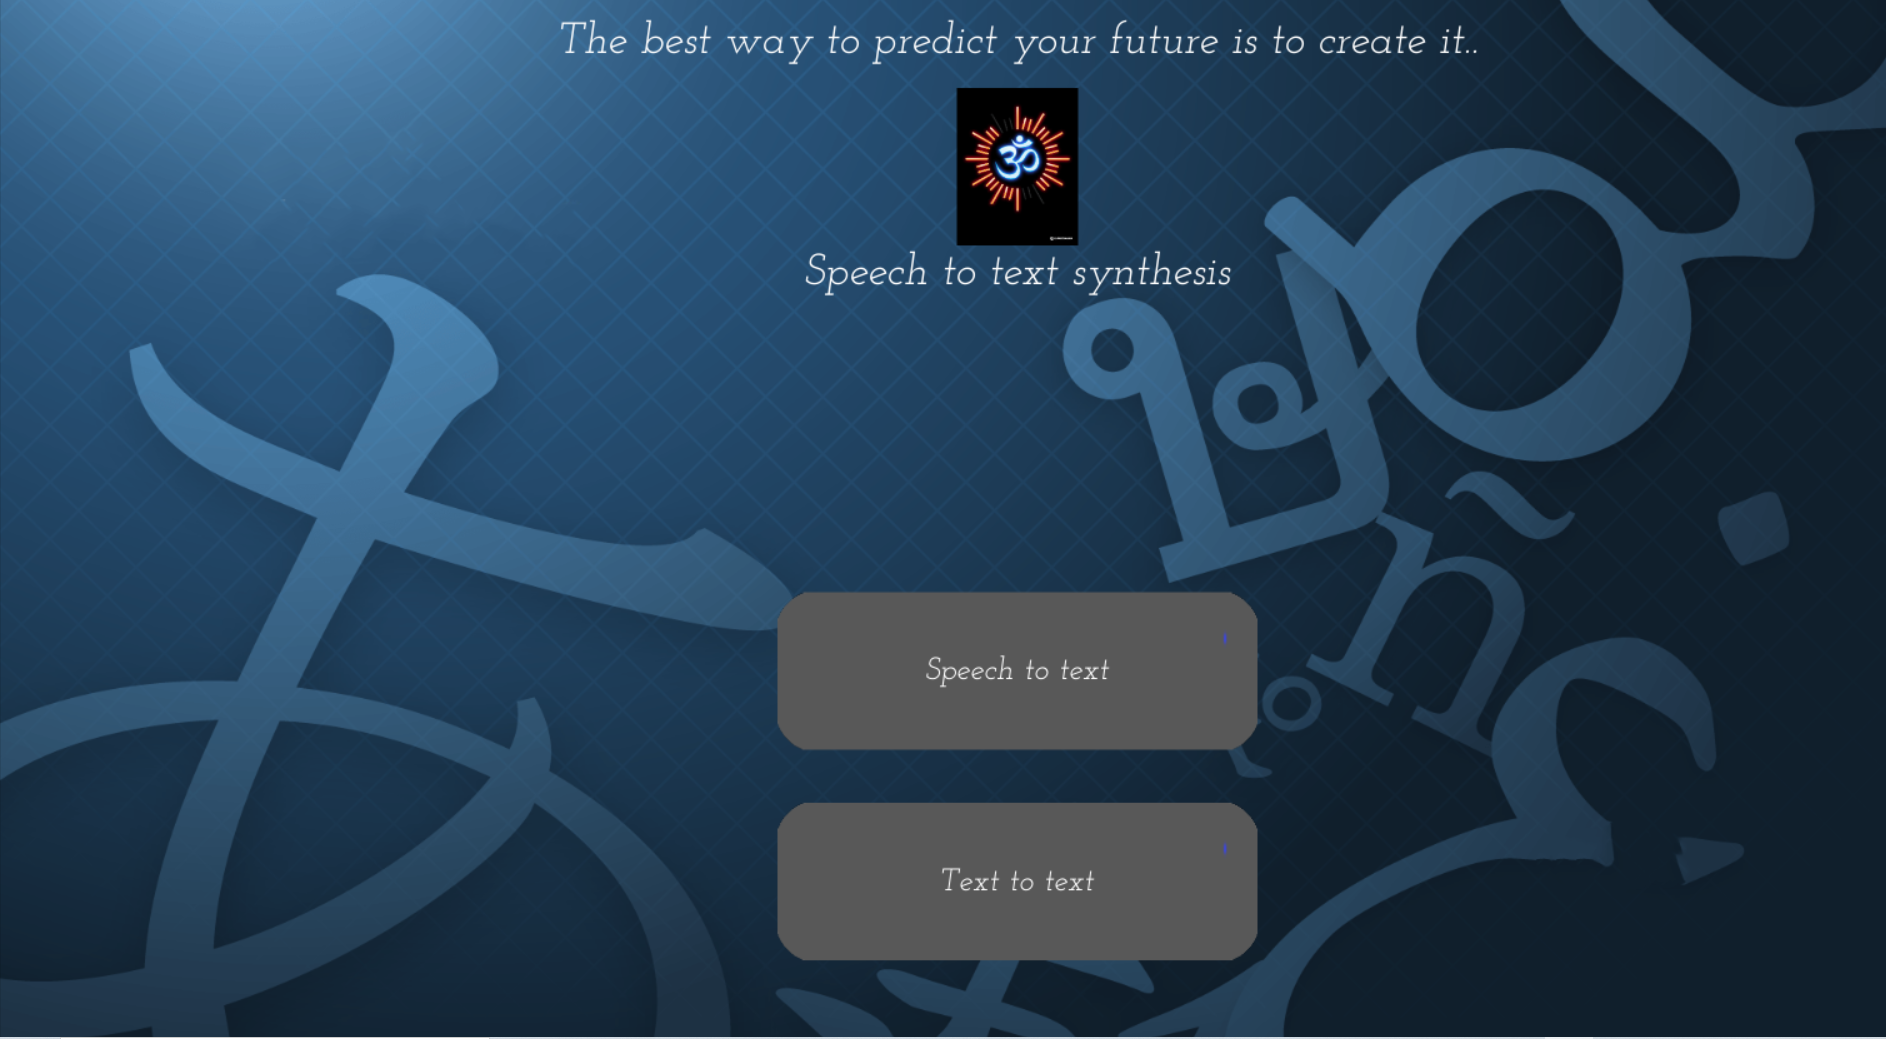 The best way to predict your future is to create it..
ॐ
Speech to text synthesis
Speech to text
Text to text